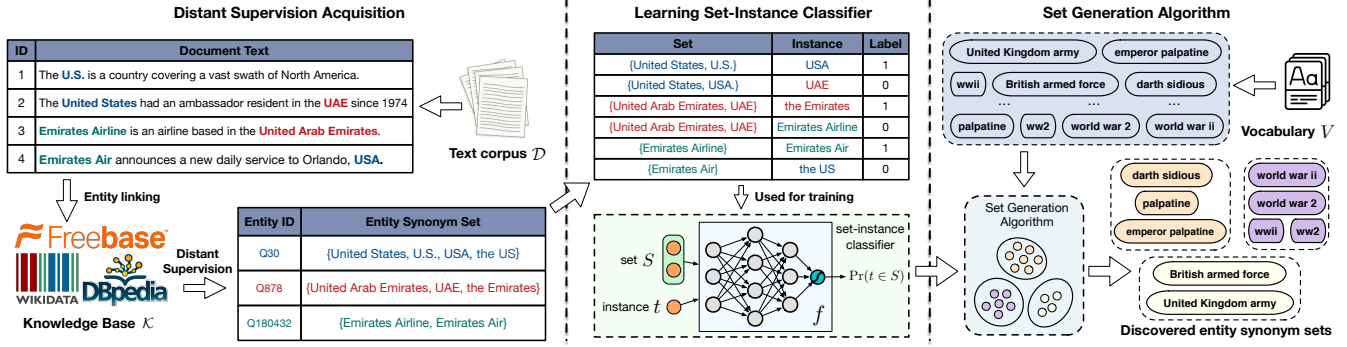 Distant Supervision Acquisition
ID Document Text
1 The U.S. is a country covering a vast swath of North America.
2 The United States had an ambassador resident in the UAE since 1974
3 Emirates Airline is an airline based in the United Arab Emirates.
4 Emirates Air announces a new daily service to Orlando, USA.
Text corpus D
Entity linking
Freebase
WIKIDATA
DBpedia
Knowledge Base K
Distant
Supervision
Entity ID Entity Synonym Set
Q30 {United States, U.S., USA, the US}
Q878 {United Arab Emirates, UAE, the Emirates}
Q180432 {Emirates Airline, Emirates Air}
Learning Set-Instance Classifier
Set Instance Label
{United States, U.S.} USA 1
{United States, USA.} UAE 0
{United Arab Emirates, UAE} the Emirates 1
{United Arab Emirates, UAE} Emirates Airline 0
{Emirates Airline} Emirates Air 1
{Emirates Air} the US 0
Used for training
set S
instance t
set-instance
classifier
Pr(t ∈ S)
f
Set Generation Algorithm
United Kingdom army emperor palpatine
wwii British armed force darth sidious
... ...
palpatine ww2 world war 2 world war ii
Aa
Vocabulary V
Set Generation
Algorithm
darth sidious
palpatine
emperor palpatine
world war ii
world war 2
wwii ww2
British armed force
United Kingdom army
Discovered entity synonym sets